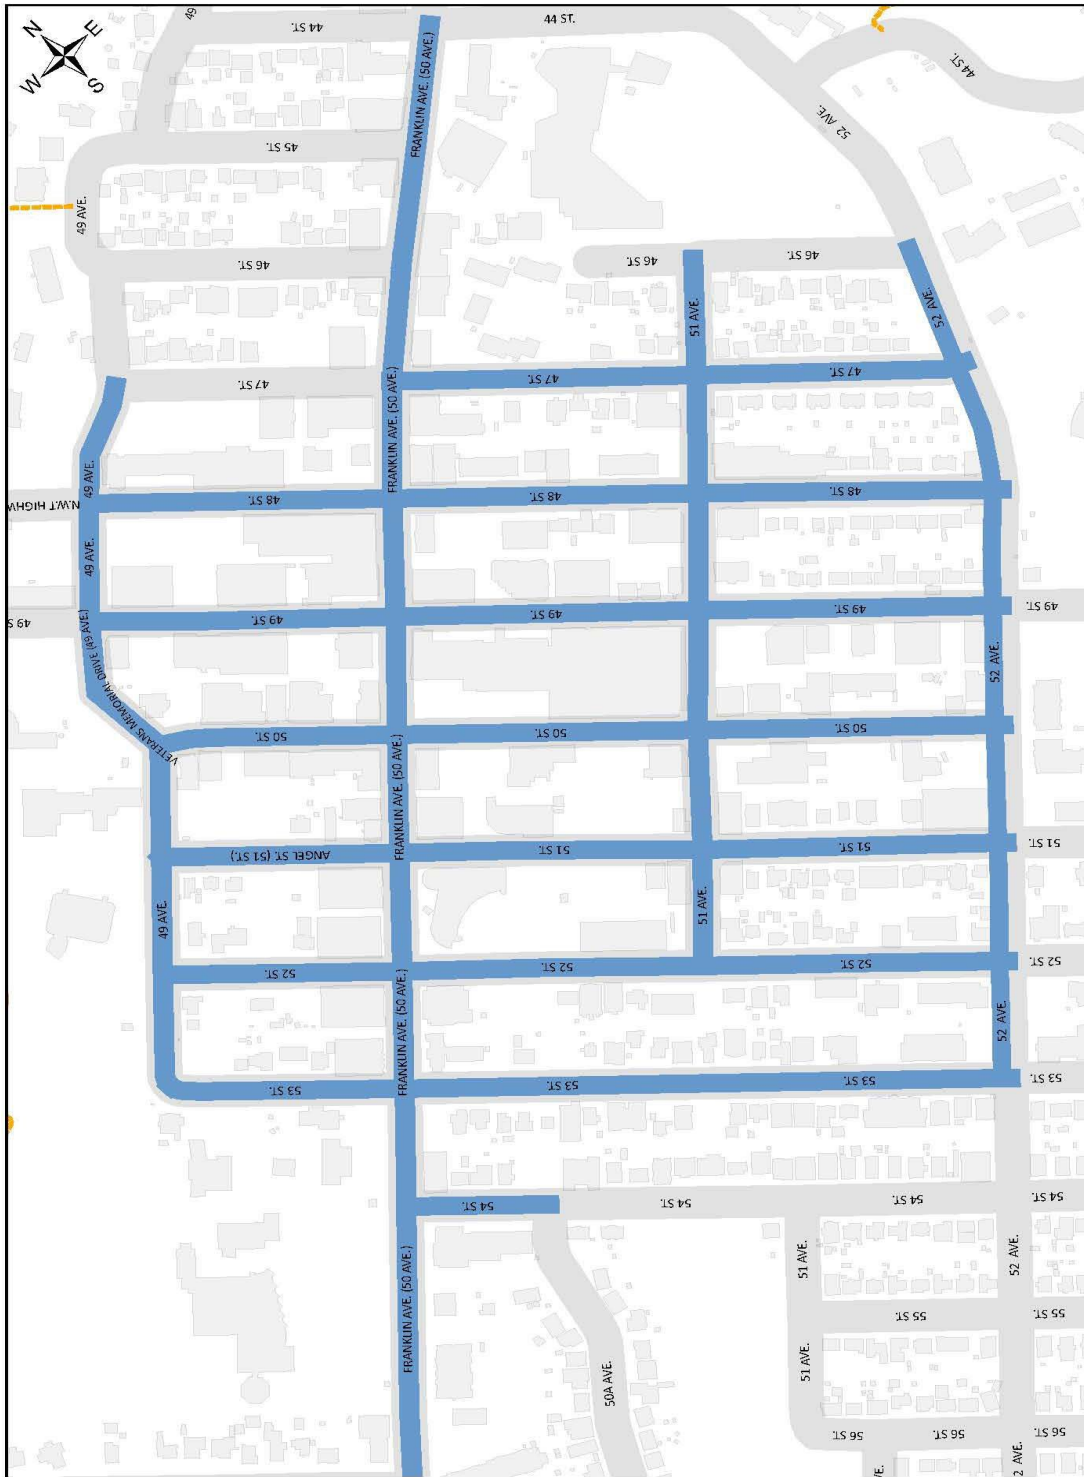 N
E
W
S
49
44 ST.
44 ST.
44 ST.
FRANKLIN AVE. (50 AVE.)
52 AVE.
45 ST.
49 AVE.
46 ST.
46 ST.
46 ST.
51 AVE.
52 AVE.
47 ST.
FRANKLIN AVE. (50 AVE.)
47 ST.
47 ST.
49 AVE.
N.W.T HIGHW
48 ST.
48 ST.
48 ST.
49 AVE.
49 S
VETERANS MEMORIAL DRIVE (49 AVE.)
49 ST.
49 ST.
49 ST.
49 ST.
52 AVE.
50 ST.
50 ST.
50 ST.
FRANKLIN AVE. (50 AVE.)
ANGEL ST. (51 ST.)
51 ST.
51 ST.
51 ST.
49 AVE.
51 AVE.
52 ST.
52 ST.
52 ST.
52 ST.
FRANKLIN AVE. (50 AVE.)
52 AVE.
53 ST.
53 ST.
53 ST.
53 ST.
54 ST.
54 ST.
54 ST.
54 ST.
51 AVE.
52 AVE.
FRANKLIN AVE. (50 AVE.)
55 ST.
55 ST.
51 AVE.
50A AVE.
56 ST.
56 ST.
56 ST.
VE.
2 AVE.